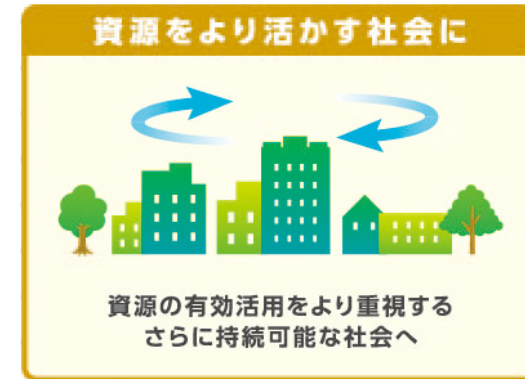 資源をより活かす社会に
資源の有効活用をより重視する
さらに持続可能な社会へ